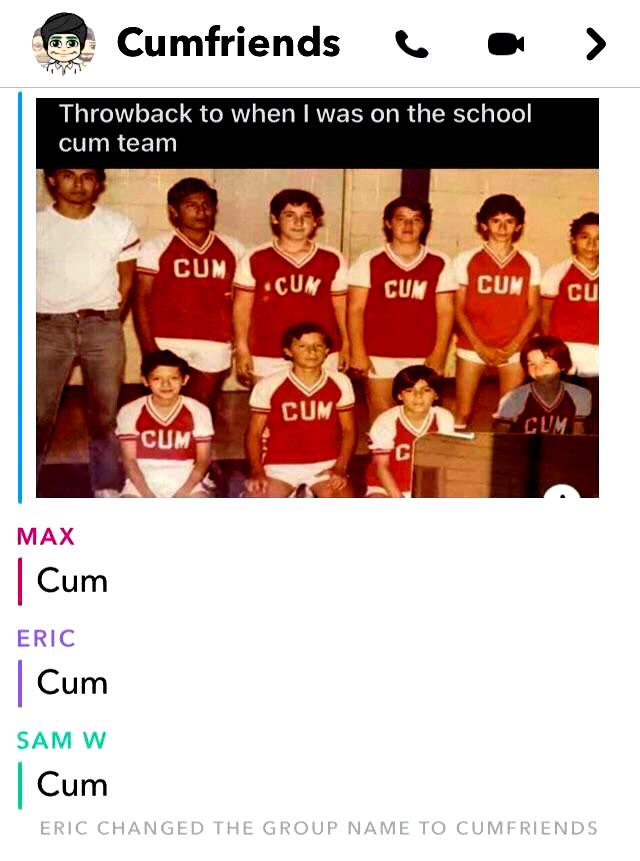 Cumfriends
Throwback to when I was on the school
cum team
CUM
CUM
CUM
CUM
CU
CUM
CUM
C
CUM
MAX
Cum
ERIC
Cum
SAM W
Cum
ERIC CHANGED THE GROUP NAME TO CUMFRIENDS